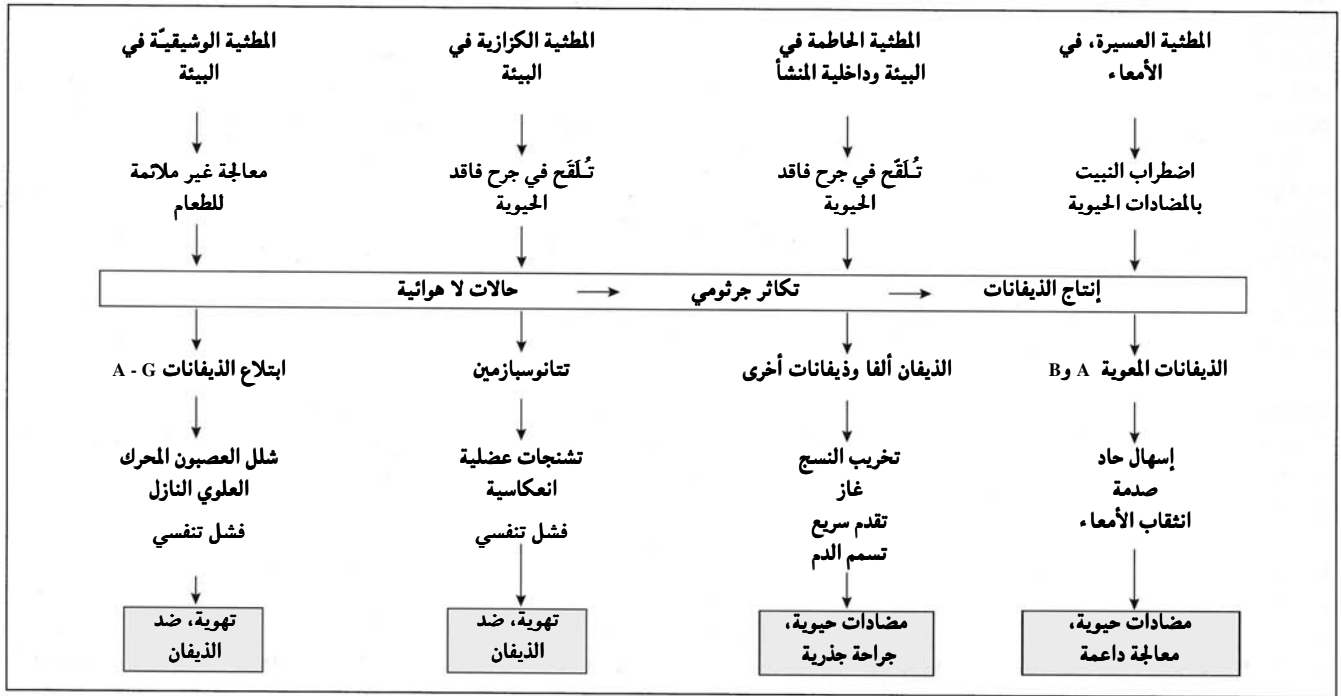 المطثية العسيرة، في
الأمعاء
المطثية الحاطمة في
البيئة وداخلية المنشأ
المطثية الكزازية في
البيئة
المطثية الوشيقيّة في
البيئة
اضطراب النبيت
بالمضادات الحيوية
تُلَقّح في جرح فاقد
الحيوية
تُلَقَح في جرح فاقد
الحيوية
معالجة غير ملائمة
للطعام
حالات لا هوائية → تكاثر جرثومي → إنتاج الذيفانات
الذيفانات المعوية A وB
الذيفان ألفا وذيفانات أخرى
تتانوسبازمين
ابتلاع الذيفانات A - G
إسهال حاد
صدمة
انثقاب الأمعاء
تخريب النسج
غاز
تقدم سريع
تسمم الدم
تشنجات عضلية
انعكاسية
فشل تنفسي
شلل العصبون المحرك
العلوي النازل
فشل تنفسي
مضادات حيوية،
معالجة داعمة
مضادات حيوية،
جراحة جذرية
تهوية، ضد
الذيفان
تهوية، ضد
الذيفان